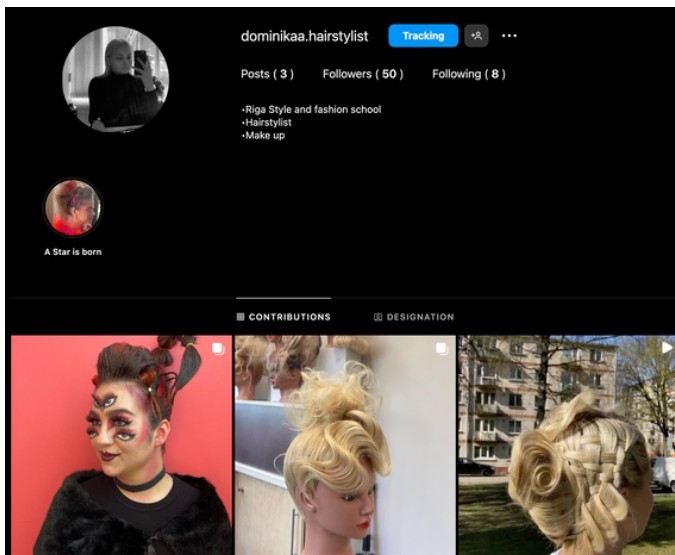 dominikaa.hairstylist Tracking
Posts ( 3 ) Followers ( 50 ) Following ( 8 )
•Riga Style and fashion school
•Hairstylist
•Make up
A Star is born
CONTRIBUTIONS DESIGNATION